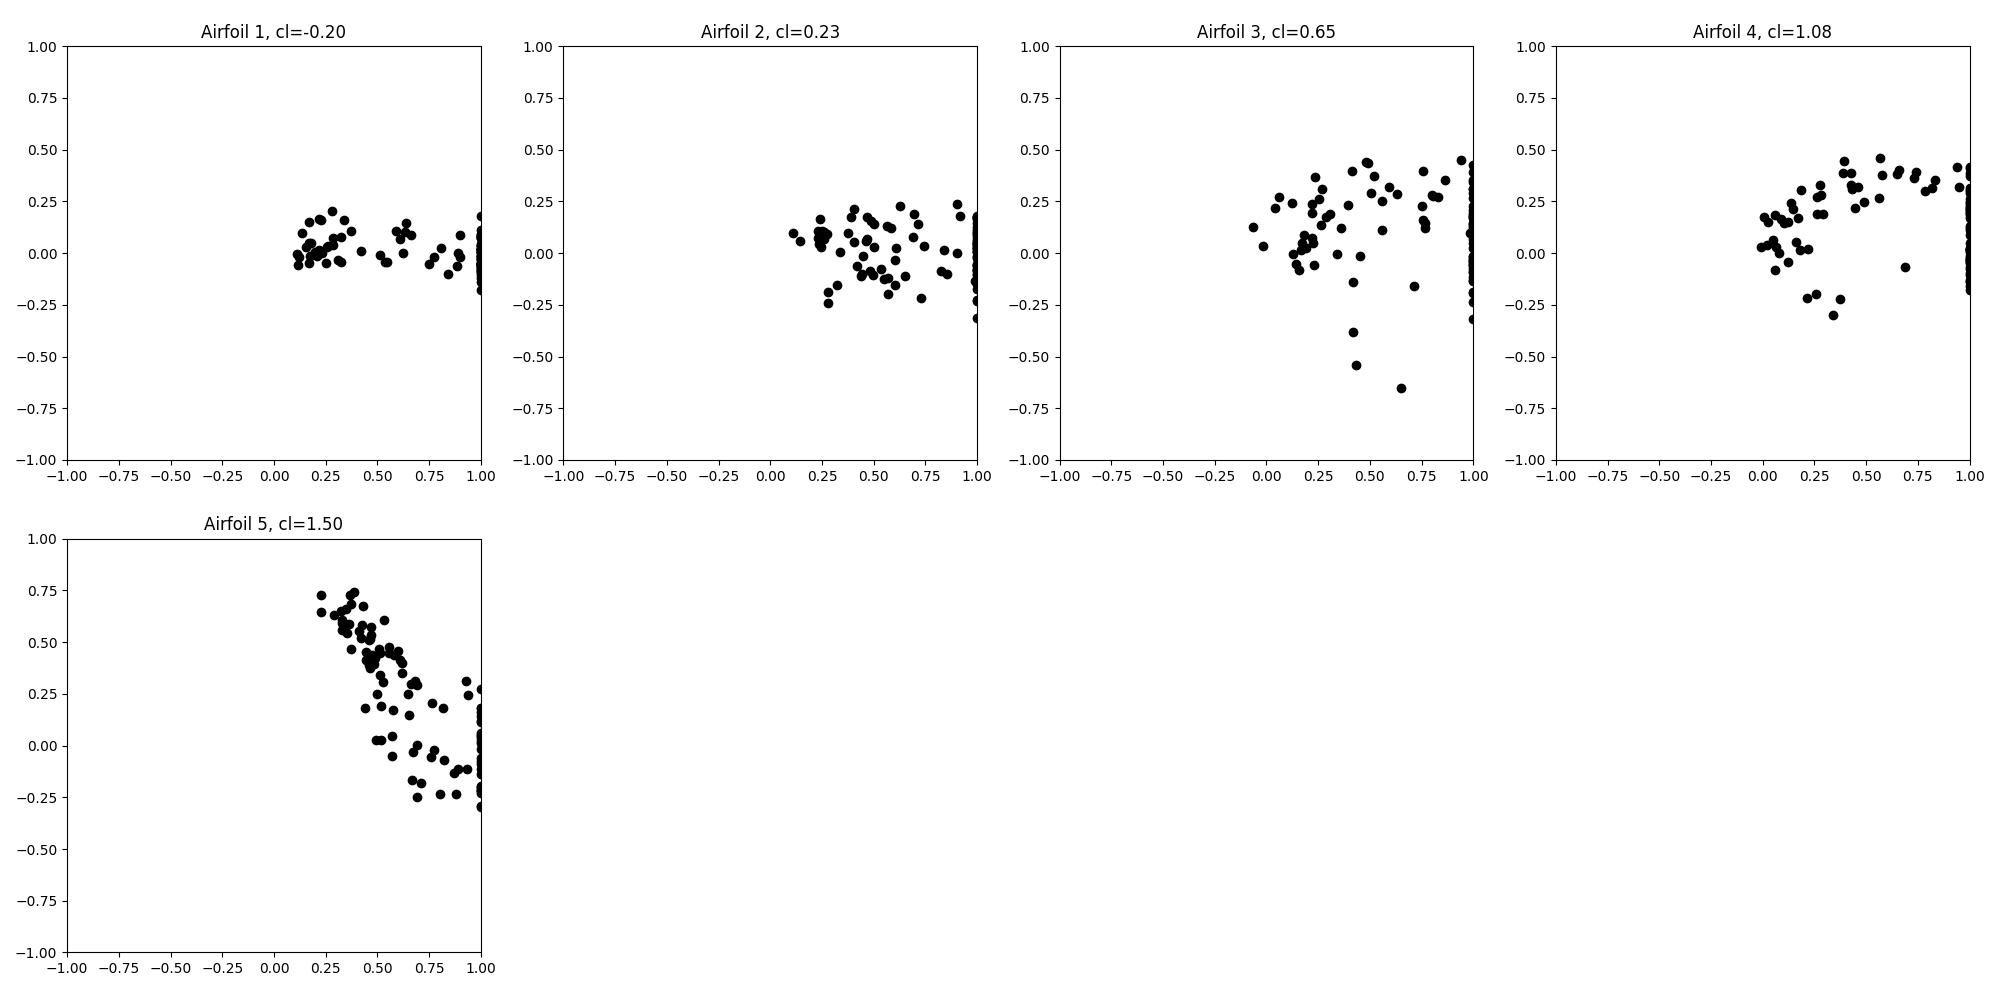 Airfoil 1, cl=-0.20
Airfoil 2, cl=0.23
Airfoil 3, cl=0.65
Airfoil 4, cl=1.08
1.00 1.00 1.00 1.00
0.75 0.75 0.75 0.75
0.50 0.50 0.50 0.50
0.25 0.25 0.25 0.25
0.00 0.00 0.00 0.00
−0.25 −0.25 −0.25 −0.25
−0.50 −0.50 −0.50 −0.50
−0.75 −0.75 −0.75 −0.75
−1.00 −1.00 −1.00 −1.00
−1.00 −0.75 −0.50 −0.25 0.00 0.25 0.50 0.75 1.00
−1.00 −0.75 −0.50 −0.25 0.00 0.25 0.50 0.75 1.00
−1.00 −0.75 −0.50 −0.25 0.00 0.25 0.50 0.75 1.00
−1.00 −0.75 −0.50 −0.25 0.00 0.25 0.50 0.75 1.00
Airfoil 5, cl=1.50
1.00
0.75
0.50
0.25
0.00
−0.25
−0.50
−0.75
−1.00
−1.00 −0.75 −0.50 −0.25 0.00 0.25 0.50 0.75 1.00